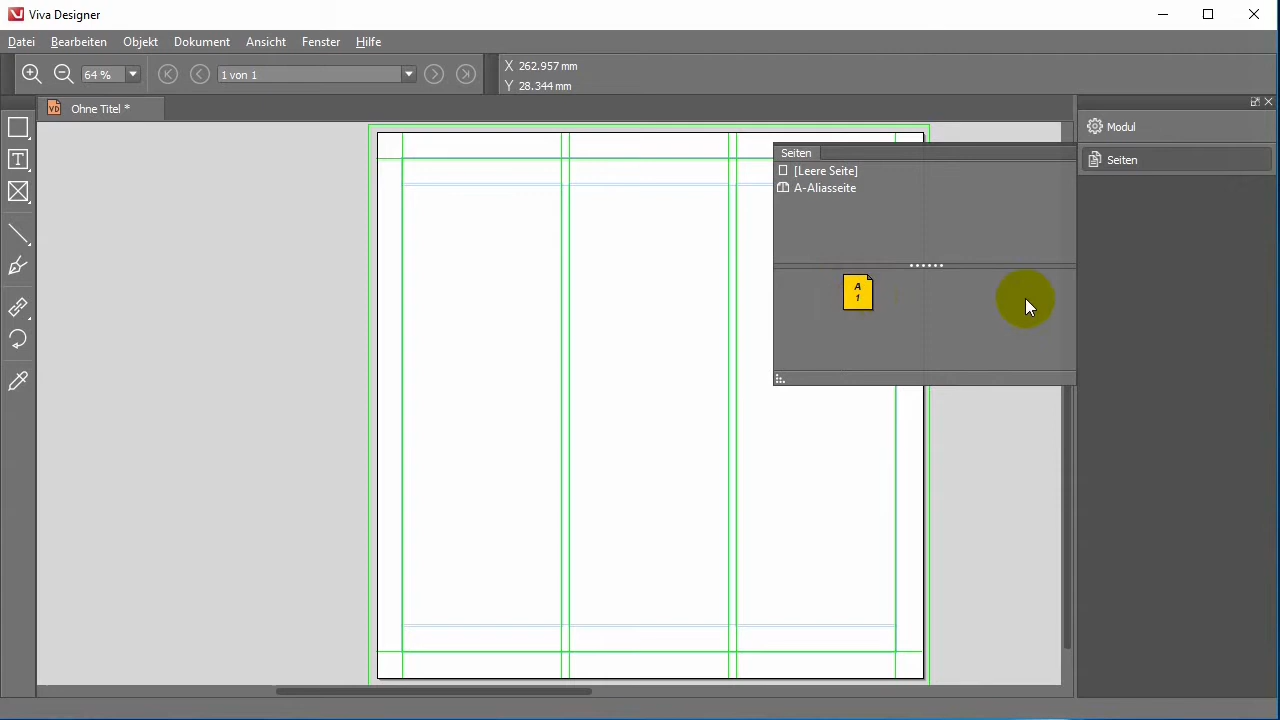 Viva Designer
Datei Bearbeiten Objekt Dokument Ansicht Fenster Hilfe
64 % 1 von 1
X 262.957 mm
Y 28.344 mm
VD Ohne Titel *
T
Modul
Seiten
Seiten
[Leere Seite]
A-Aliasseite
A
1